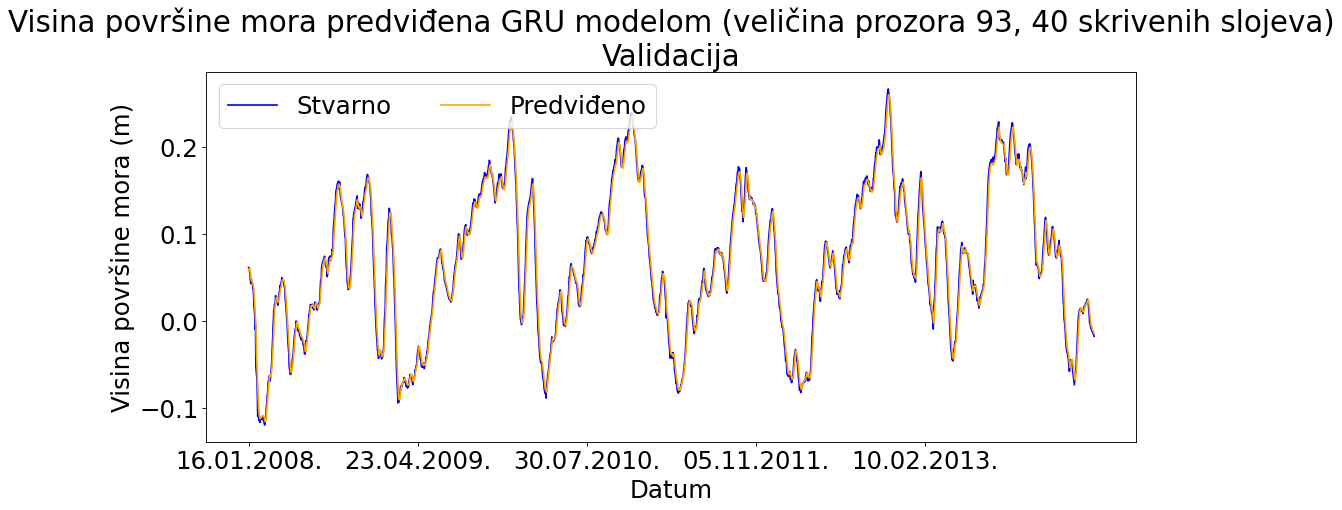 Visina površine mora predviđena GRU modelom (veličina prozora 93, 40 skrivenih slojeva)
Validacija
Stvarno
Predviđeno
Visina površine mora (m)
0.2
0.1
0.0
−0.1
16.01.2008.
23.04.2009.
30.07.2010.
05.11.2011.
10.02.2013.
Datum